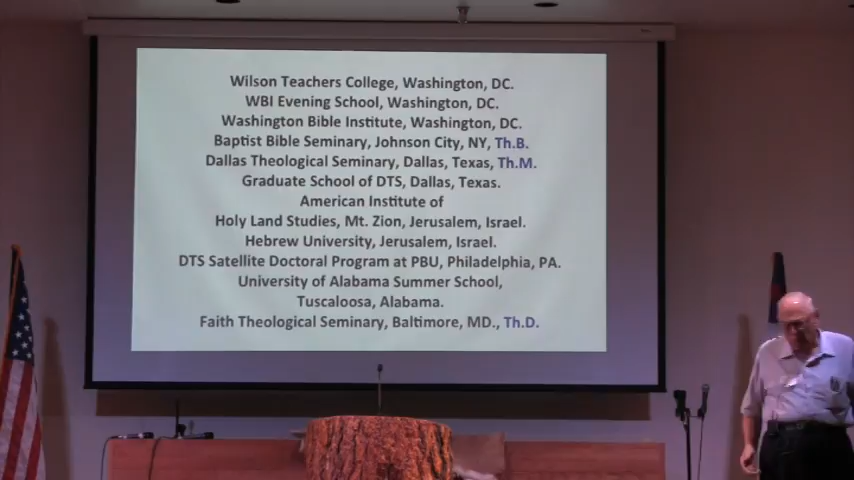 Wilson Teachers College, Washington, DC.
WBI Evening School, Washington, DC.
Washington Bible Institute, Washington, DC.
Baptist Bible Seminary, Johnson City, NY, Th.B.
Dallas Theological Seminary, Dallas, Texas, Th.M.
Graduate School of DTS, Dallas, Texas.
American Institute of
Holy Land Studies, Mt. Zion, Jerusalem, Israel.
Hebrew University, Jerusalem, Israel.
DTS Satellite Doctoral Program at PBU, Philadelphia, PA.
University of Alabama Summer School,
Tuscaloosa, Alabama.
Faith Theological Seminary, Baltimore, MD., Th.D.